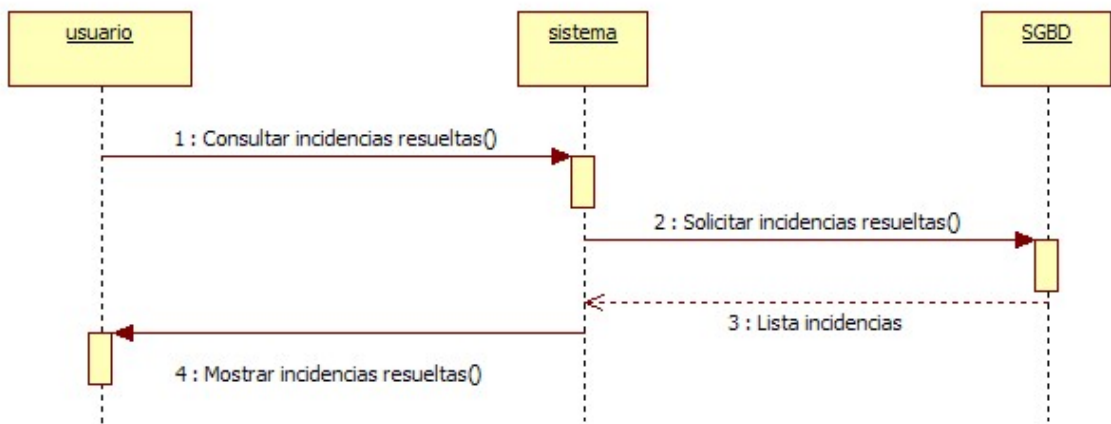 usuario
sistema
SGBD
1 : Consultar incidencias resueltas()
2 : Solicitar incidencias resueltas()
3 : Lista incidencias
4 : Mostrar incidencias resueltas()